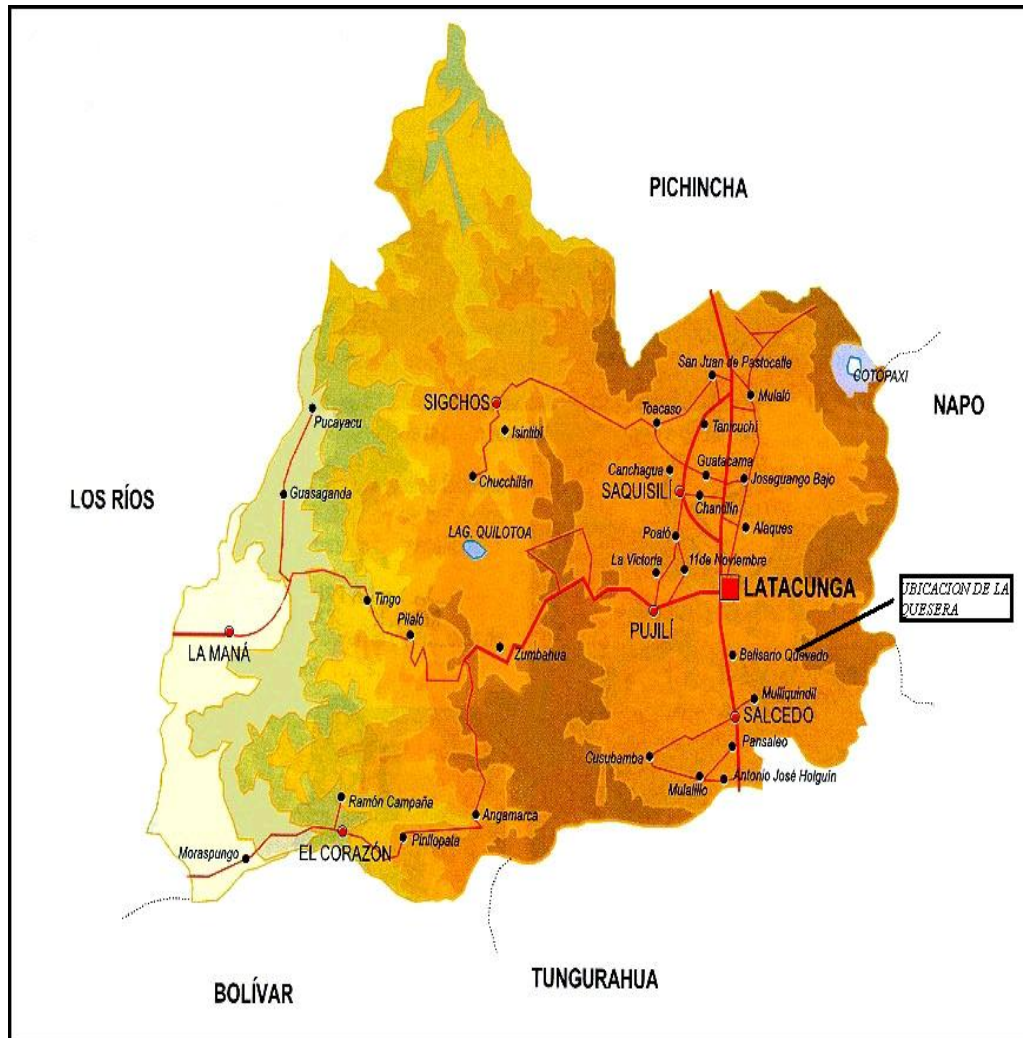 PICHINCHA
San Juan de Pastocalle
COTOPAXI
Mulaló
NAPO
SIGCHOS
Toacaso
Tanicuchi
Pucayacu
Isinlibí
Canchagua
Guatacama
Josaguango Bajo
LOS RÍOS
Guasaganda
Chucchilán
SAQUISILÍ
Chantilín
LAG. QUILOTOA
Poaló
Alaques
La Victoria
11de Noviembre
LATACUNGA
UBICACION DE LA
QUESERA
Tingo
Pilaló
PUJILÍ
LA MANÁ
Zumbahua
Belisario Quevedo
Mulliquindil
SALCEDO
Pansaleo
Cusubamba
Mulalillo
Antonio José Holguín
Ramón Campaña
Angamarca
Moraspungo
EL CORAZÓN
Pinllopata
TUNGURAHUA
BOLÍVAR